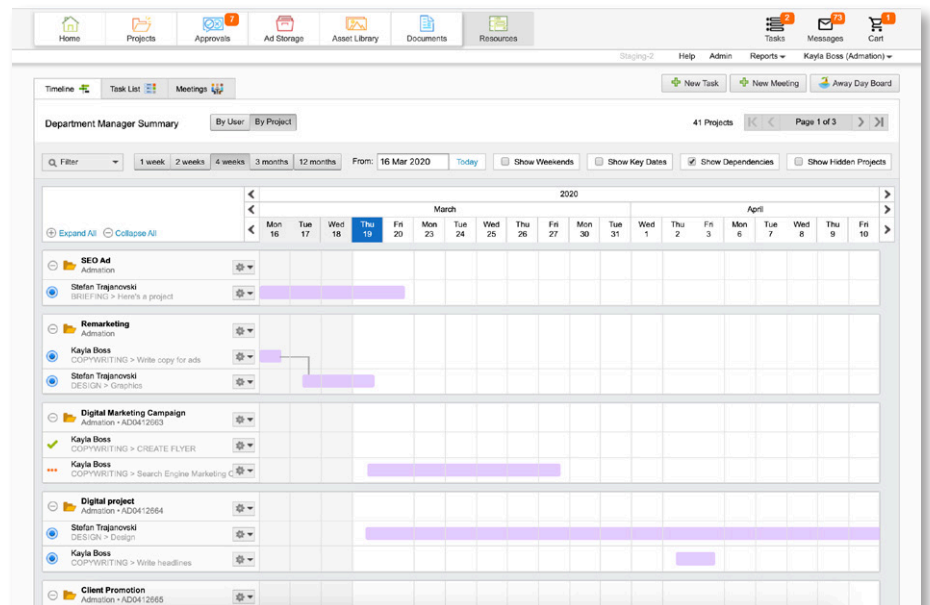 7
2
73
1
Home Projects Approvals Ad Storage Asset Library Documents Resources Tasks Messages Cart
Staging-2 Help Admin Reports Kayla Boss (Admation)
Timeline Task List Meetings New Task New Meeting Away Day Board
Department Manager Summary By User By Project 41 Projects Page 1 of 3
Filter 1 week 2 weeks 4 weeks 3 months 12 months From: 16 Mar 2020 Today Show Weekends Show Key Dates Show Dependencies Show Hidden Projects
2020
March April
Expand All Collapse All
Mon Tue Wed Thu Fri Mon Tue Wed Thu Fri Mon Tue Wed Thu Fri Mon Tue Wed Thu Fri
16 17 18 19 20 23 24 25 26 27 30 31 1 2 3 6 7 8 9 10
SEO Ad
Admation
Stefan Trajanovski
BRIEFING > Here's a project
Remarketing
Admation
Kayla Boss
COPYWRITING > Write copy for ads
Stefan Trajanovski
DESIGN > Graphics
Digital Marketing Campaign
Admation • AD0412663
Kayla Boss
COPYWRITING > CREATE FLYER
Kayla Boss
COPYWRITING > Search Engine Marketing C
Digital project
Admation • AD0412664
Stefan Trajanovski
DESIGN > Design
Kayla Boss
COPYWRITING > Write headlines
Client Promotion
Admation • AD0412665